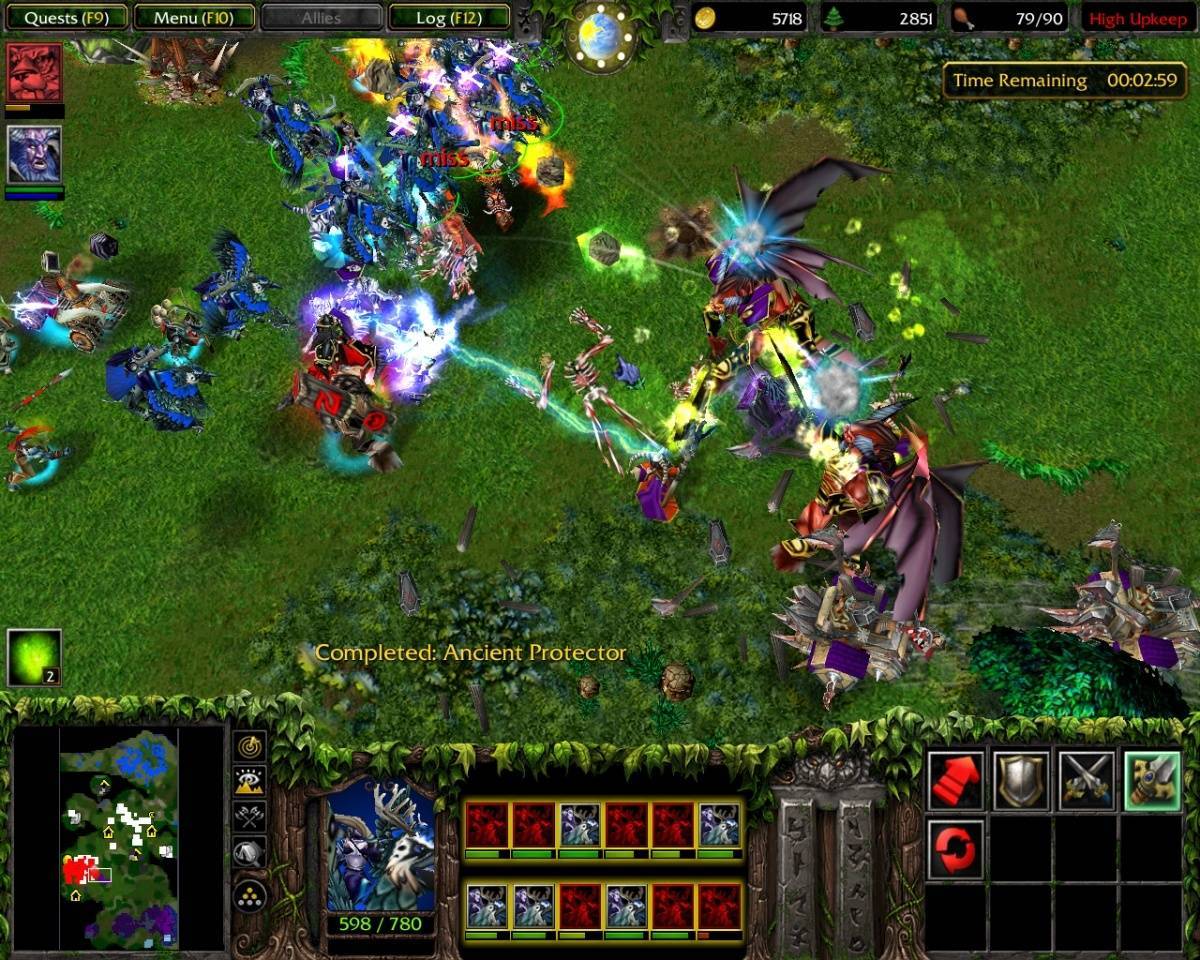 Quests (F9) Menu (F10) Allies Log (F12) 5718 2851 79/90 High Upkeep
Time Remaining 00:02:59
miss
miss
Completed: Ancient Protector
2
598 / 780